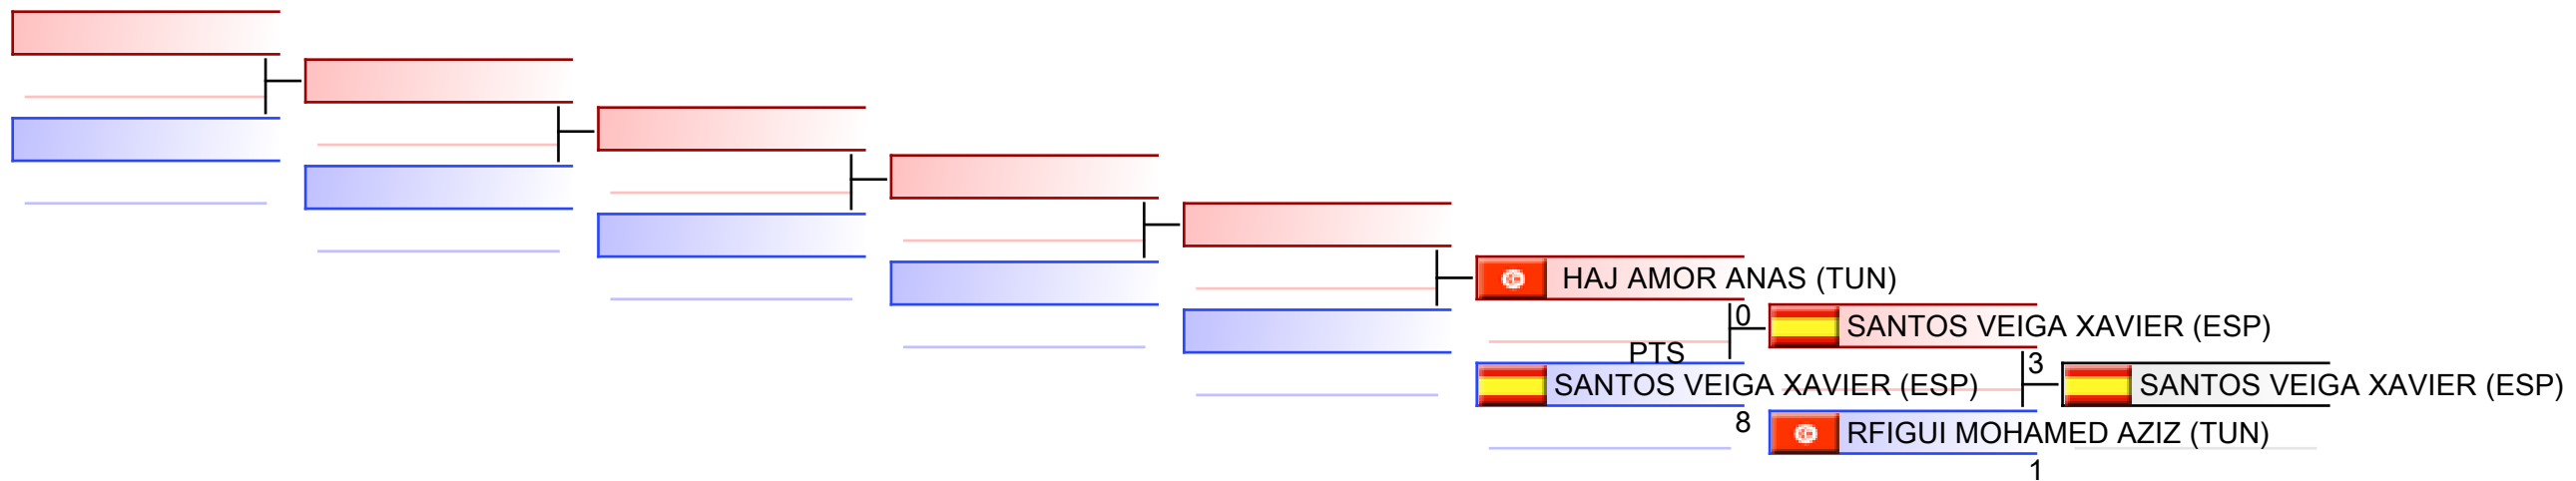 HAJ AMOR ANAS (TUN)
0
SANTOS VEIGA XAVIER (ESP)
PTS
3
SANTOS VEIGA XAVIER (ESP)
SANTOS VEIGA XAVIER (ESP)
8
RFIGUI MOHAMED AZIZ (TUN)
1